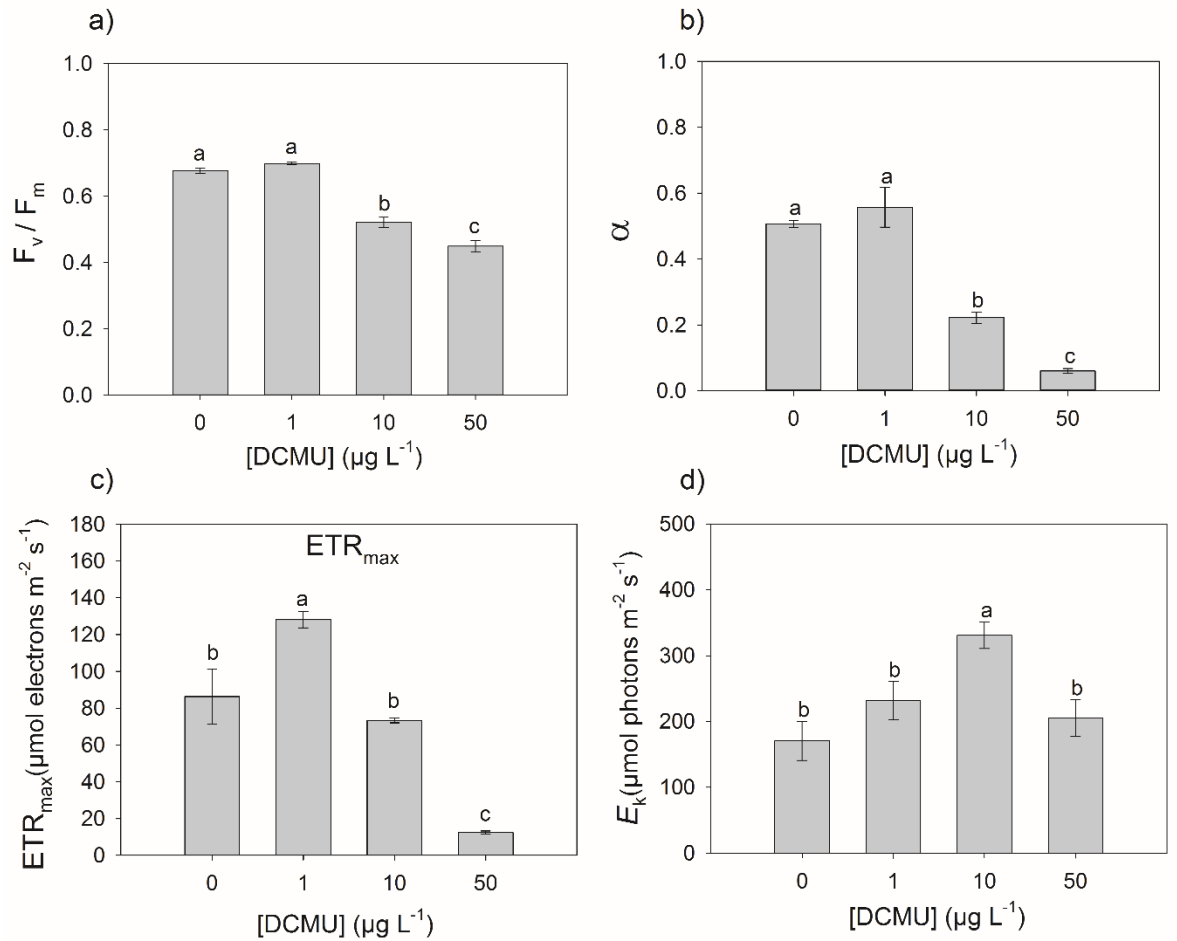 a)
1.0
0.8
0.6
0.4
0.2
0.0
Fv / Fm
a
a
b
c
0
1
10
50
[DCMU] (µg L-1)
b)
1.0
0.8
0.6
0.4
0.2
0.0
α
a
a
b
c
0
1
10
50
[DCMU] (µg L-1)
c)
180
160
140
120
100
80
60
40
20
0
ETRmax(µmol electrons m-2 s-1)
ETRmax
b
a
b
c
0
1
10
50
[DCMU] (µg L-1)
d)
500
400
300
200
100
0
Ek(µmol photons m-2 s-1)
b
b
a
b
0
1
10
50
[DCMU] (µg L-1)